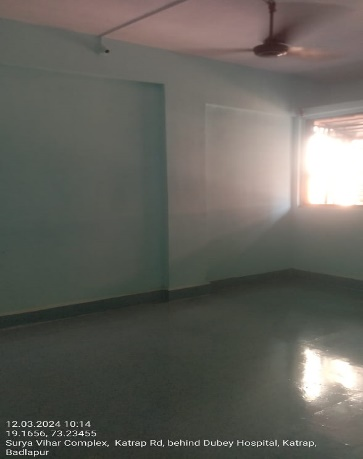 12.03.2024 10:14
19.1656, 73.23455
Surya Vihar Complex,  Katrap Rd, behind Dubey Hospital, Katrap,
Badlapur